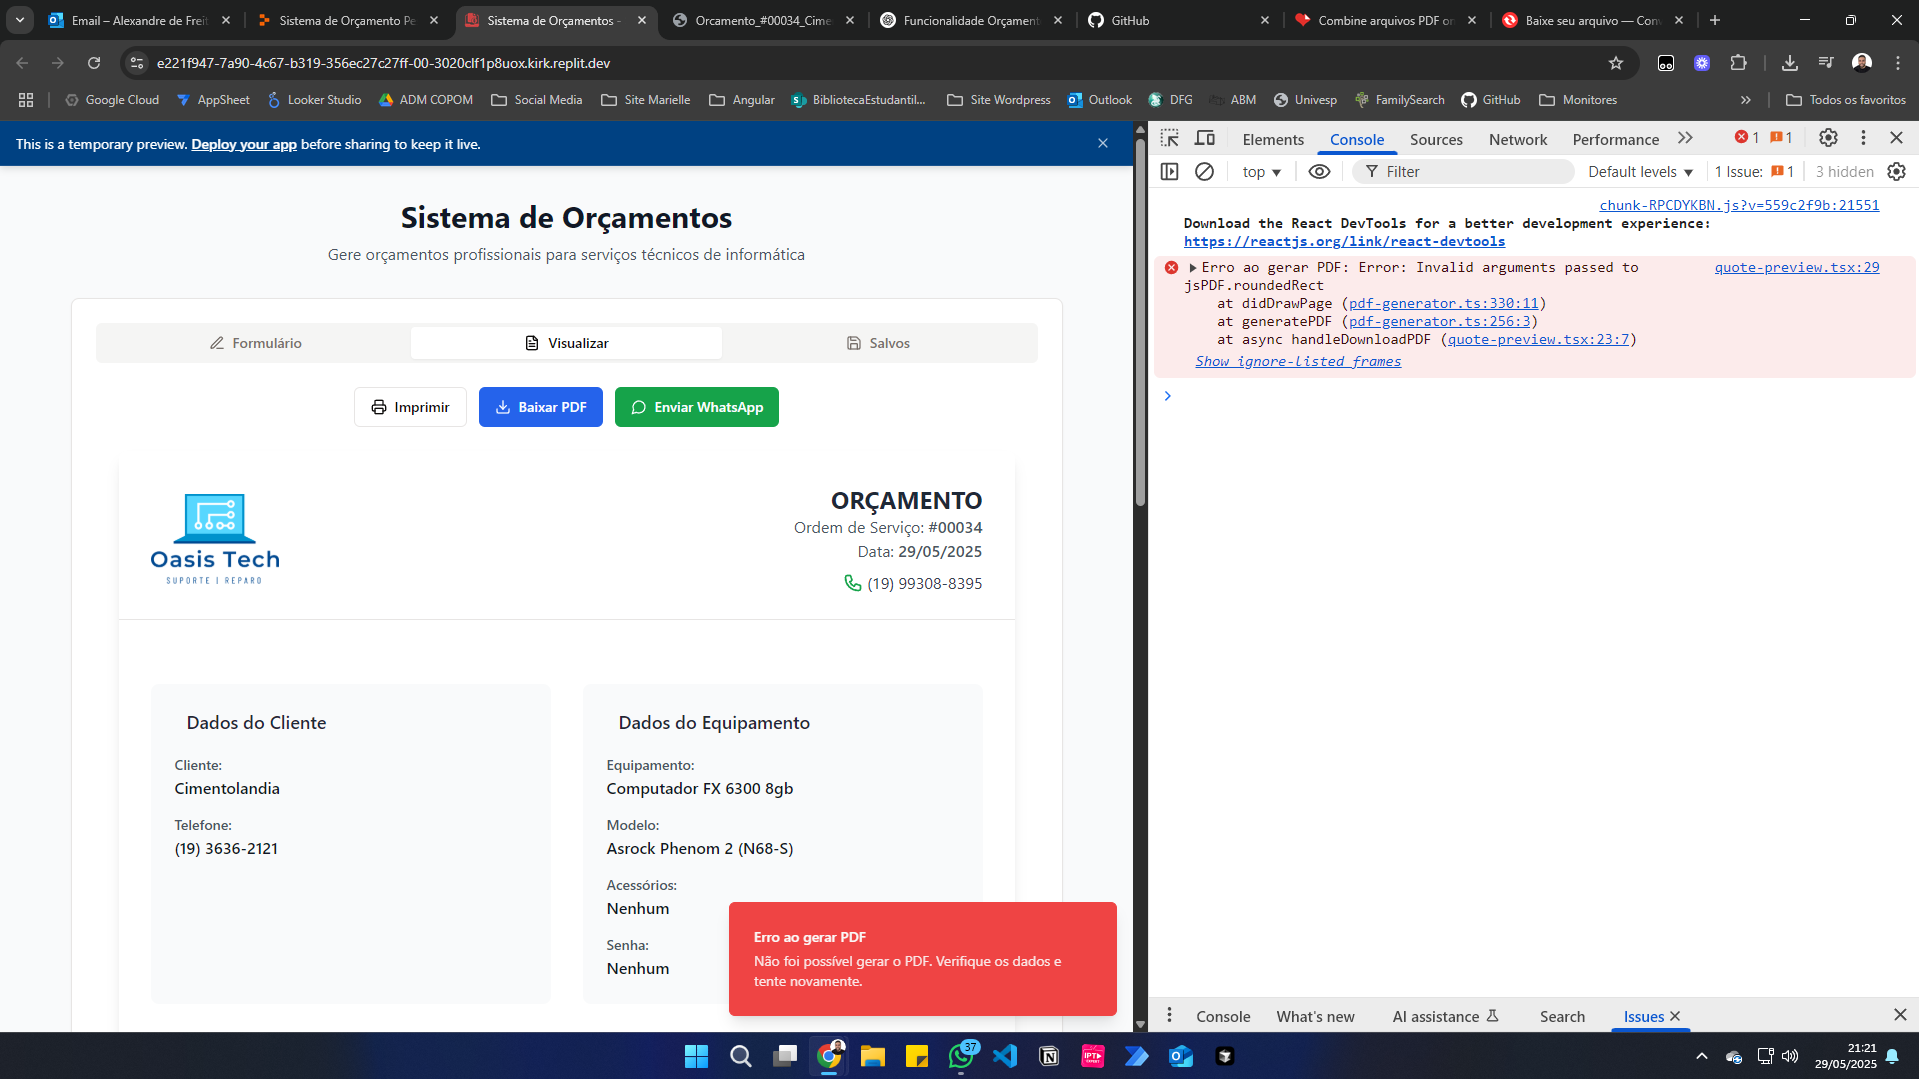 Email – Alexandre de Freit
Sistema de Orçamento Pe
Sistema de Orçamentos -
Orcamento_#00034_Cime
Funcionalidade Orçament
GitHub
Combine arquivos PDF on
Baixe seu arquivo — Com
e221f947-7a90-4c67-b319-356ec27c27ff-00-3020clf1p8uox.kirk.replit.dev
Google Cloud
AppSheet
Looker Studio
ADM COPOM
Social Media
Site Marielle
Angular
BibliotecaEstudantil...
Site Wordpress
Outlook
DFG
ABM
Univesp
FamilySearch
GitHub
Monitores
Todos os favoritos
This is a temporary preview. Deploy your app before sharing to keep it live.
Sistema de Orçamentos
Gere orçamentos profissionais para serviços técnicos de informática
Formulário
Visualizar
Salvos
Imprimir
Baixar PDF
Enviar WhatsApp
Oasis Tech
SUPORTE | REPARO
ORÇAMENTO
Ordem de Serviço: #00034
Data: 29/05/2025
(19) 99308-8395
Dados do Cliente
Cliente:
Cimentolandia
Telefone:
(19) 3636-2121
Dados do Equipamento
Equipamento:
Computador FX 6300 8gb
Modelo:
Asrock Phenom 2 (N68-S)
Acessórios:
Nenhum
Senha:
Nenhum
Erro ao gerar PDF
Não foi possível gerar o PDF. Verifique os dados e
tente novamente.
Elements
Console
Sources
Network
Performance
1
1
top
Filter
Default levels
1 Issue: 1
3 hidden
chunk-RPCDYKBN.js?v=559c2f9b:21551
Download the React DevTools for a better development experience:
https://reactjs.org/link/react-devtools
Erro ao gerar PDF: Error: Invalid arguments passed to
quote-preview.tsx:29
jsPDF.roundedRect
at didDrawPage (pdf-generator.ts:330:11)
at generatePDF (pdf-generator.ts:256:3)
at async handleDownloadPDF (quote-preview.tsx:23:7)
Show ignore-listed frames
Console
What's new
AI assistance
Search
Issues
37
IPTV
21:21
29/05/2025